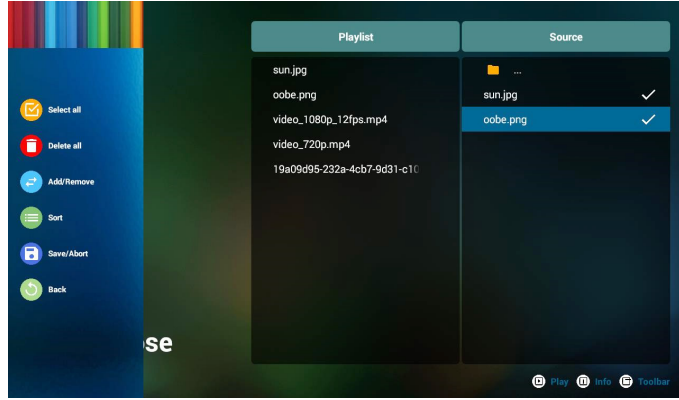 Playlist
Source
sun.jpg
oobe.png
video_1080p_12fps.mp4
video_720p.mp4
19a09d95-232a-4cb7-9d31-c10
...
sun.jpg
oobe.png
Select all
Delete all
Add/Remove
Sort
Save/Abort
Back
ose
Play
Info
Toolbar